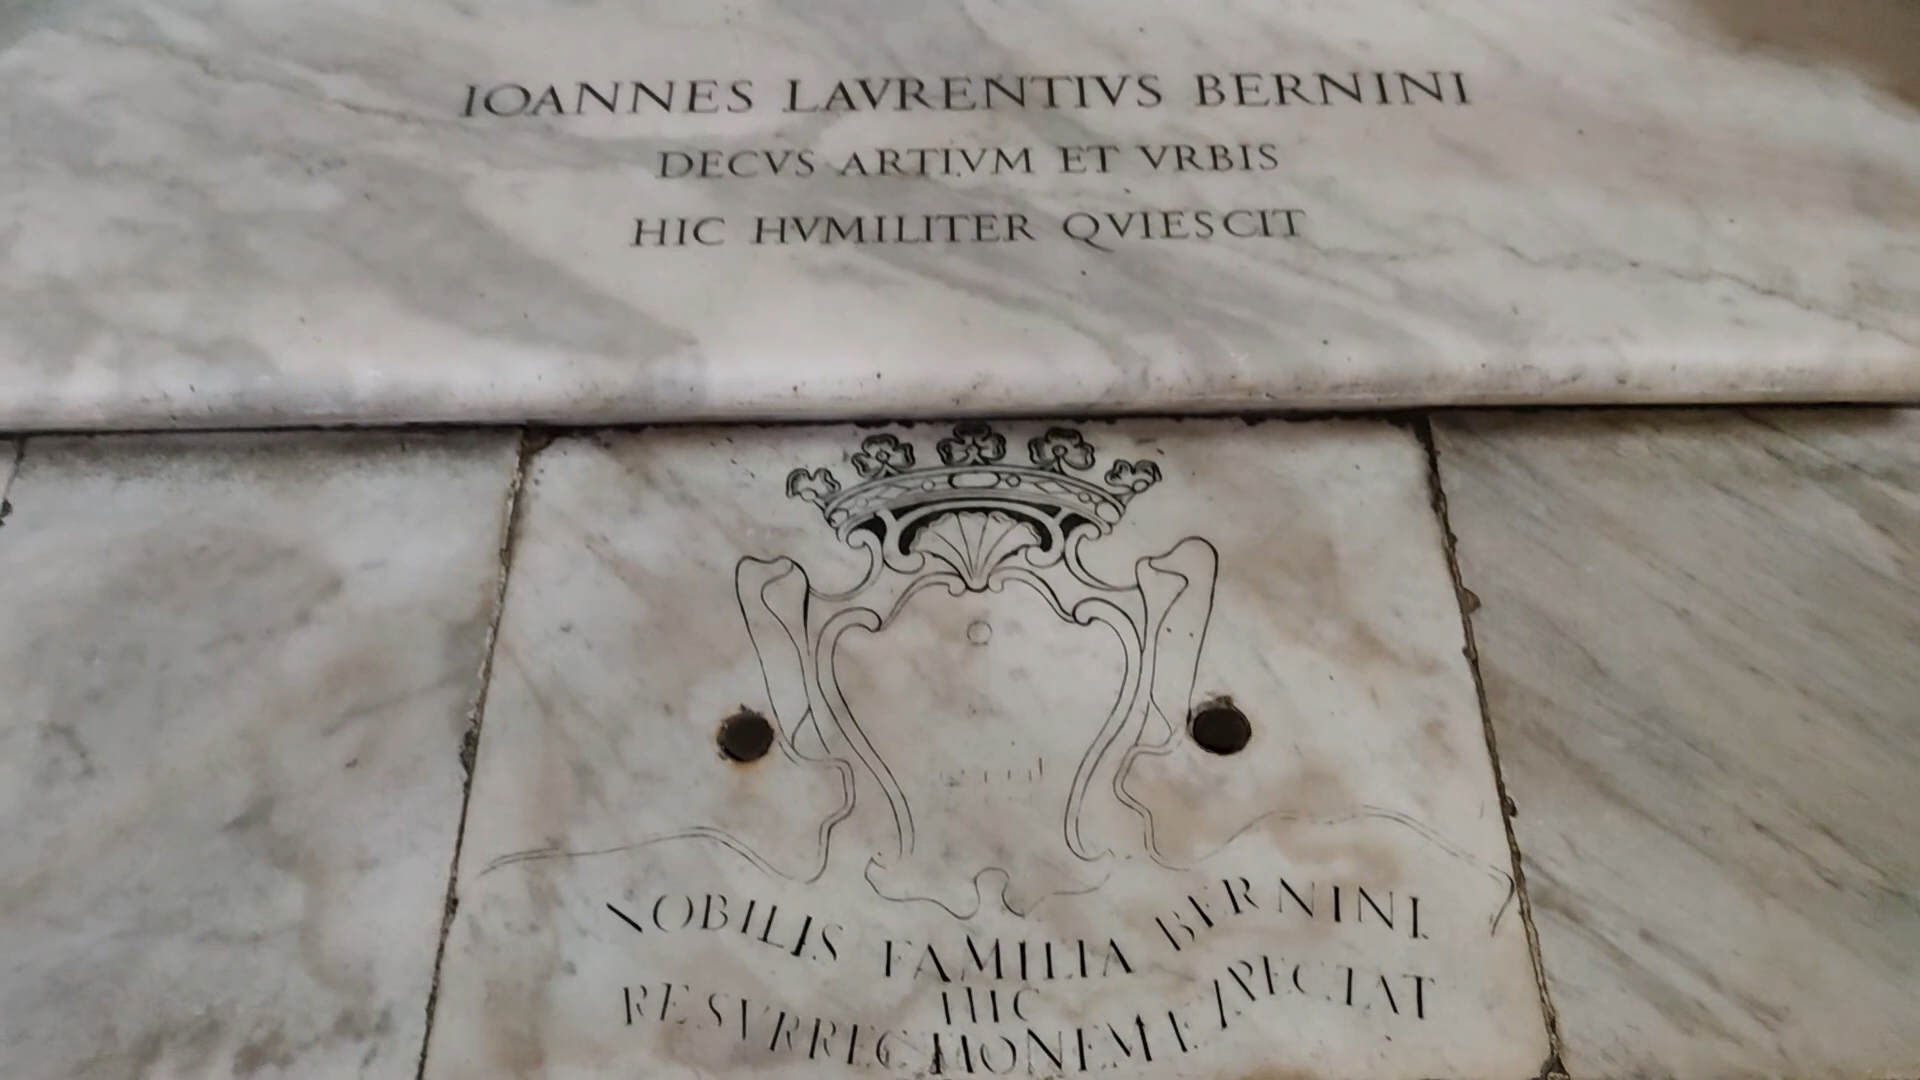 IOANNES LAVRENTIVS BERNINI
DECVS ARTIVM ET VRBIS
HIC HVMILITER QVIESCIT
NOBILIS FAMILIA BERNINI
HIC
RESVRRECTIONEM EXPECTAT